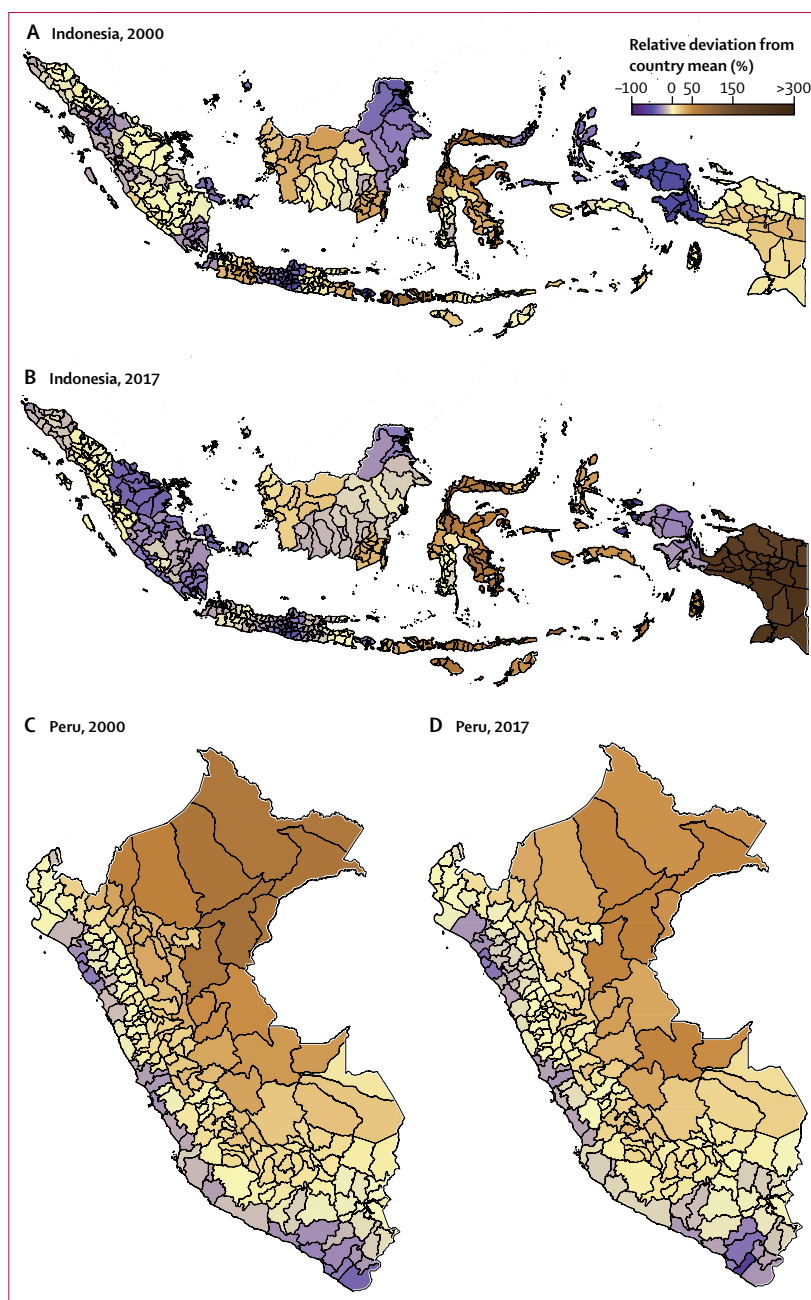 A Indonesia, 2000
Relative deviation from
country mean (%)
–100 0 50 150 >300
B Indonesia, 2017
C Peru, 2000
D Peru, 2017